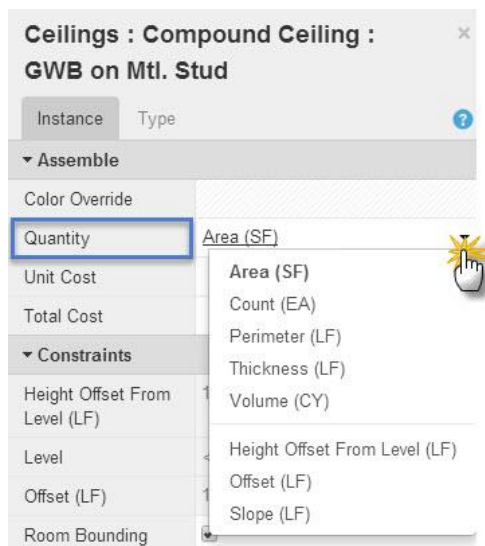 Ceilings : Compound Ceiling :
GWB on Mtl. Stud
×
Instance Type
?
Assemble
Color Override
Quantity Area (SF)
Unit Cost
Total Cost
Constraints
Height Offset From
Level (LF)
1
Level <
Offset (LF) 1
Room Bounding
Area (SF)
Count (EA)
Perimeter (LF)
Thickness (LF)
Volume (CY)
Height Offset From Level (LF)
Offset (LF)
Slope (LF)